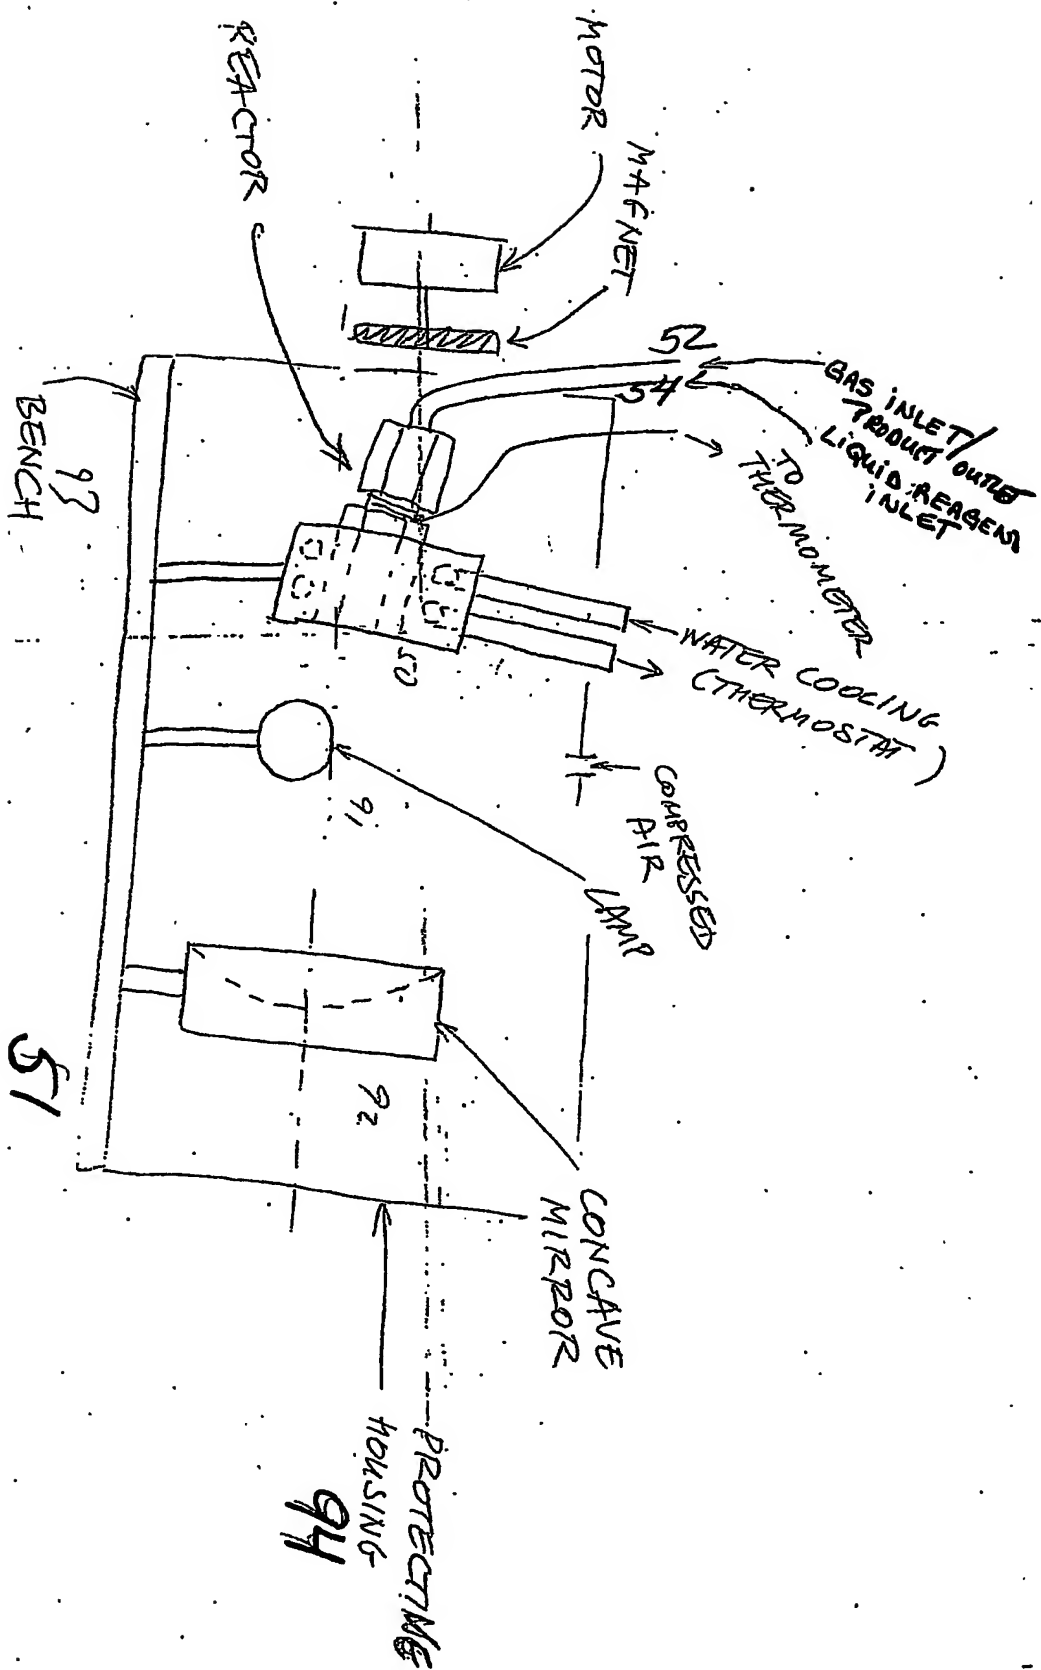 MOTOR
MAGNET
REACTOR
52
54
GAS INLET/
PRODUCT OUTLET
LIQUID REAGENT
INLET
TO
THERMOMETER
WATER COOLING
(THERMOSTAT)
COMPRESSED
AIR
LAMP
50
91
92
93
BENCH
51
CONCAVE
MIRROR
PROTECTING
HOUSING
94